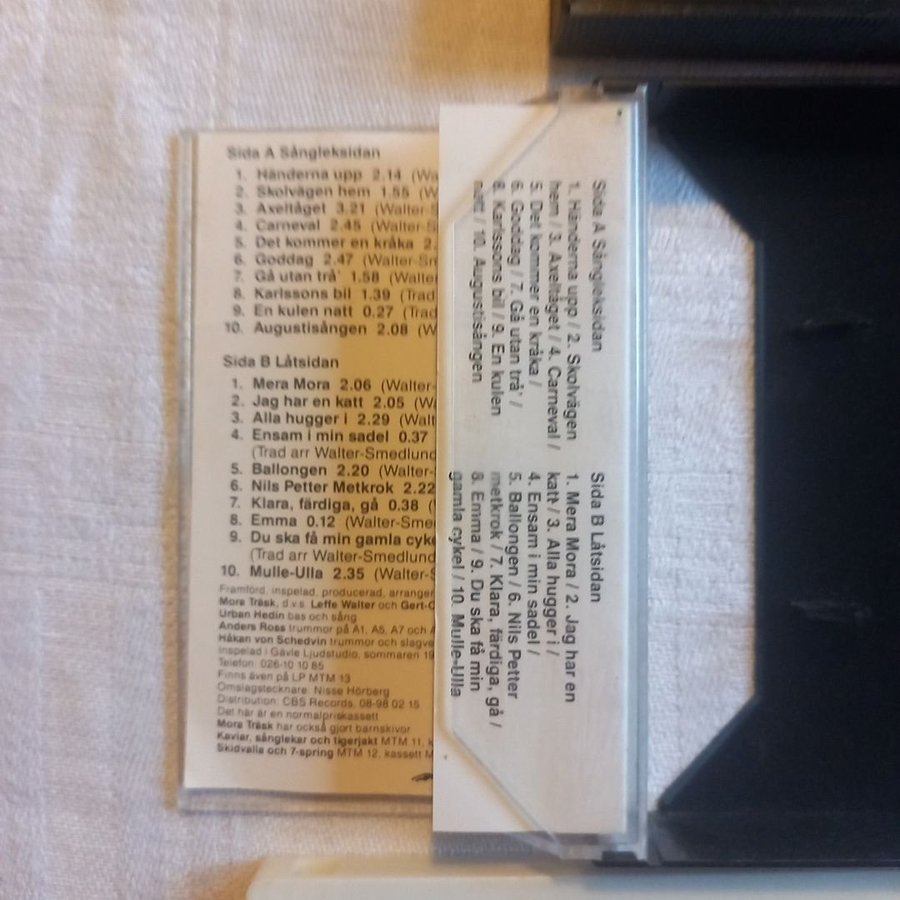 Sida A Sångleksidan
1. Händerna upp 2.14 (Wa
2. Skolvägen hem 1.55 (W
3. Axeltåget 3.21 (Walter-S
4. Carneval 2.45 (Walter-S
5. Det kommer en kråka 2.
6. Goddag 2.47 (Walter-Sm
7. Gå utan trå' 1.58 (Walte
8. Karlssons bil 1.39 (Trad
9. En kulen natt 0.27 (Trad
10. Augustisången 2.08 (W
Sida B Låtsidan
1. Mera Mora 2.06 (Walter-
2. Jag har en katt 2.05 (Wa
3. Alla hugger i 2.29 (Walt
4. Ensam i min sadel 0.37
(Trad arr Walter-Smedlund
5. Ballongen 2.20 (Walter-S
6. Nils Petter Metkrok 2.22
7. Klara, färdiga, gå 0.38 (
8. Emma 0.12 (Walter-Sme
9. Du ska få min gamla cyke
(Trad arr Walter-Smedlund
10. Mulle-Ulla 2.35 (Walter-S
Framförd, inspelad, producerad, arranger
Mora Träsk, d.v.s. Leffe Walter och Gert-O
Urban Hedin bas och sång
Anders Ross trummor på A1, A5, A7 och A
Håkan von Schedvin trummor och slagve
Inspelad i Gävle Ljudstudio, sommaren 19
Telefon: 026-10 10 85
Finns även på LP MTM 13
Omslagstecknare: Nisse Hörberg
Distribution: CBS Records, 08-98 02 15
Det här är en normalpriskassett
Mora Träsk har också gjort barnskivor
Kaviar, sånglekar och tigerjakt MTM 11, k
Skidvalla och 7-spring MTM 12, kassett M
Sida A Sångleksidan
1. Händerna upp / 2. Skolvägen
hem / 3. Axeltåget / 4. Carneval /
5. Det kommer en kråka /
6. Goddag / 7. Gå utan trå' /
8. Karlssons bil / 9. En kulen
natt / 10. Augustisången
Sida B Låtsidan
1. Mera Mora / 2. Jag har en
katt / 3. Alla hugger i /
4. Ensam i min sadel /
5. Ballongen / 6. Nils Petter
metkrok / 7. Klara, färdiga, gå /
8. Emma / 9. Du ska få min
gamla cykel / 10. Mulle-Ulla